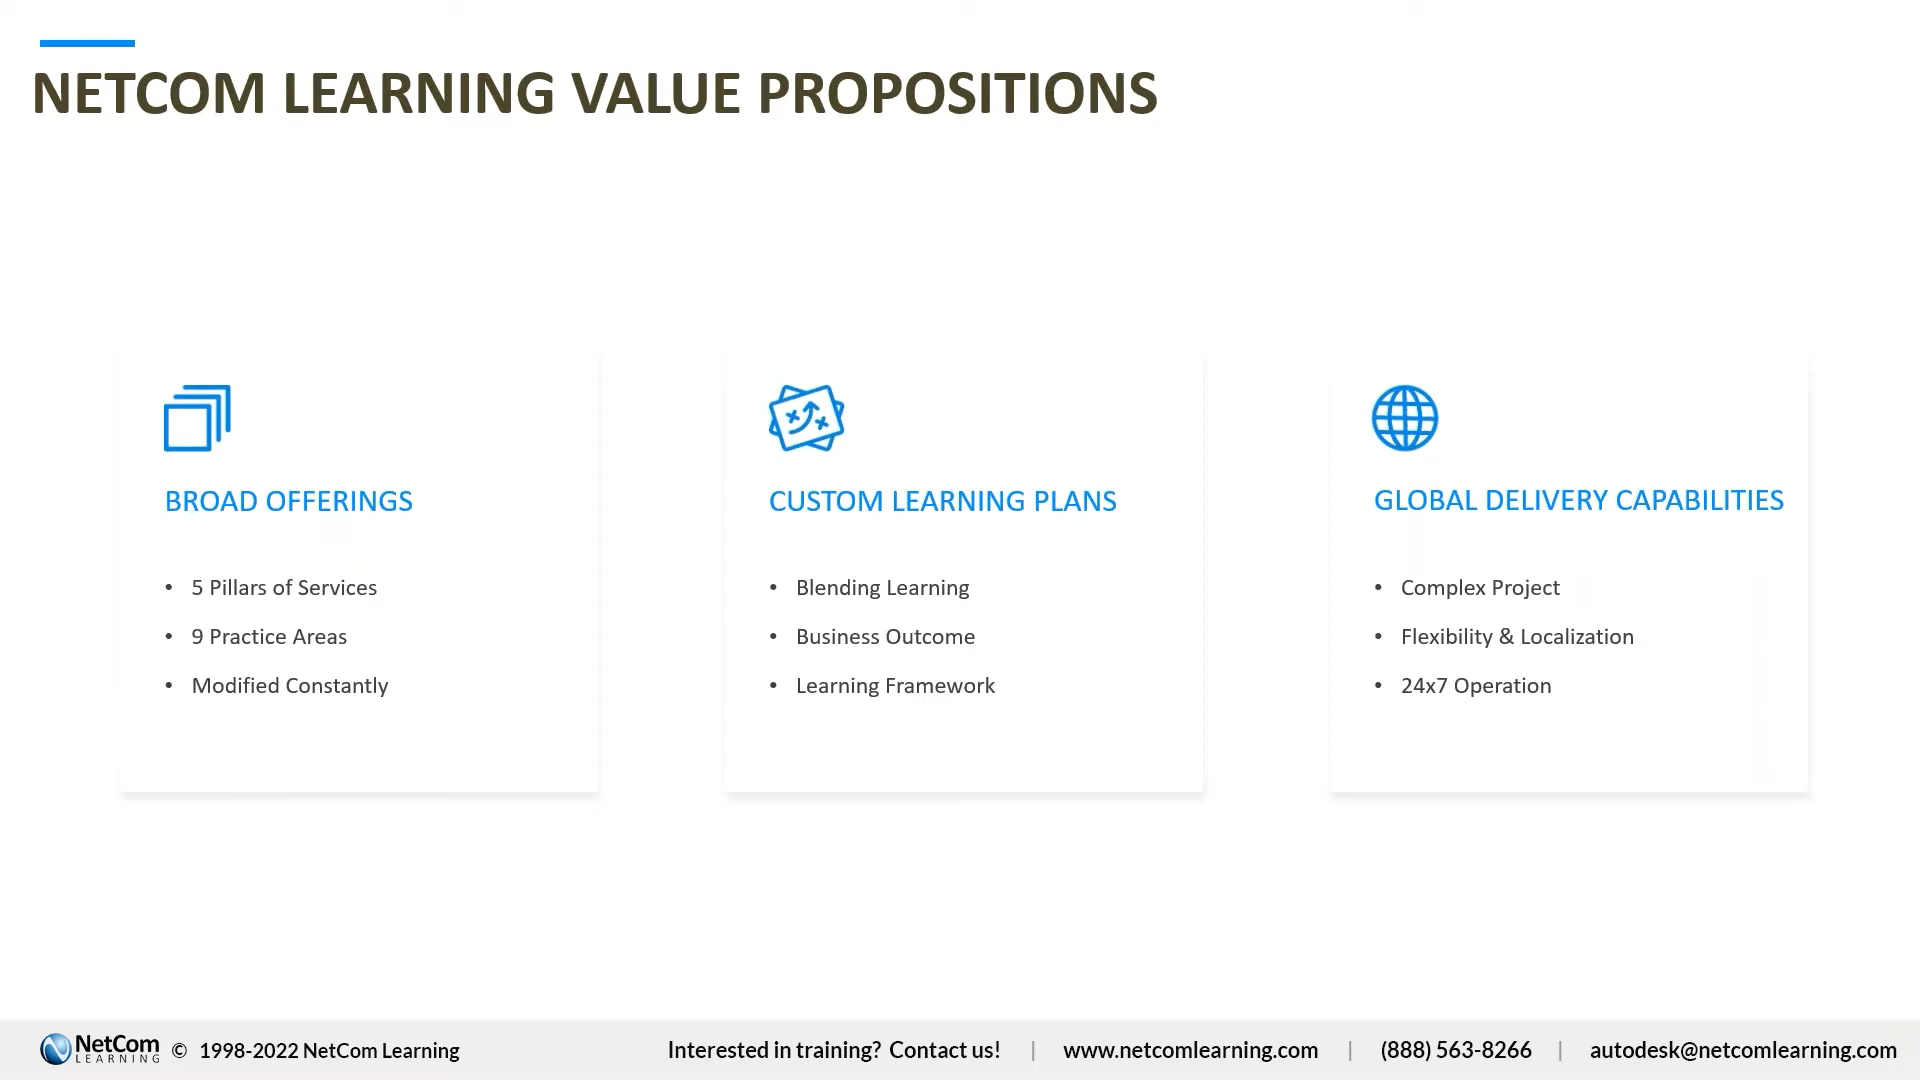 NETCOM LEARNING VALUE PROPOSITIONS
BROAD OFFERINGS
• 5 Pillars of Services
• 9 Practice Areas
• Modified Constantly
CUSTOM LEARNING PLANS
• Blending Learning
• Business Outcome
• Learning Framework
GLOBAL DELIVERY CAPABILITIES
• Complex Project
• Flexibility & Localization
• 24x7 Operation
NetCom
LEARNING
© 1998-2022 NetCom Learning
Interested in training? Contact us! | www.netcomlearning.com | (888) 563-8266 | autodesk@netcomlearning.com